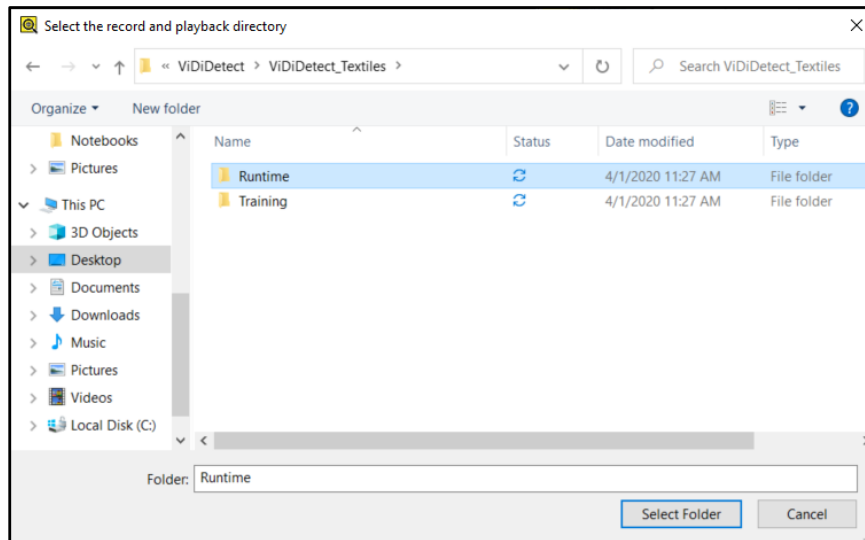 Select the record and playback directory
« ViDiDetect > ViDiDetect_Textiles >
Search ViDiDetect_Textiles
Organize
New folder
?
Name Status Date modified Type
Notebooks
Pictures
This PC
3D Objects
Desktop
Documents
Downloads
Music
Pictures
Videos
Local Disk (C:)
Runtime 4/1/2020 11:27 AM File folder
Training 4/1/2020 11:27 AM File folder
Folder: Runtime
Select Folder Cancel